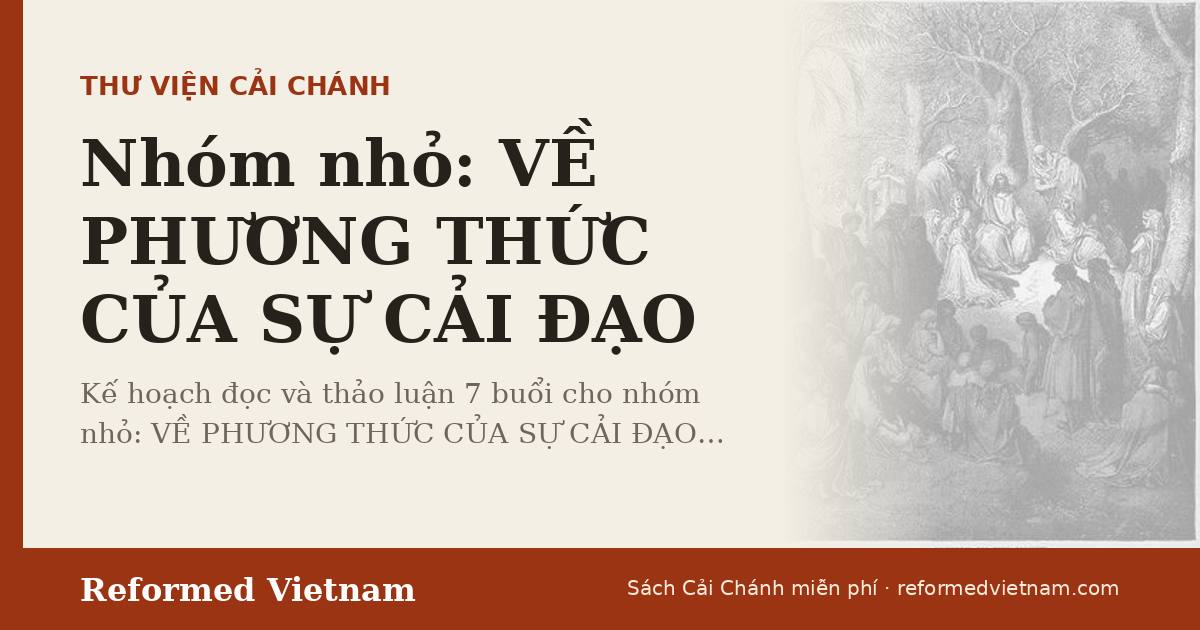 THƯ VIỆN CẢI CHÁNH
Nhóm nhỏ: VỀ
PHƯƠNG THỨC
CỦA SỰ CẢI ĐẠO
Kế hoạch đọc và thảo luận 7 buổi cho nhóm
nhỏ: VỀ PHƯƠNG THỨC CỦA SỰ CẢI ĐẠO...
Reformed Vietnam
Sách Cải Chánh miễn phí · reformedvietnam.com